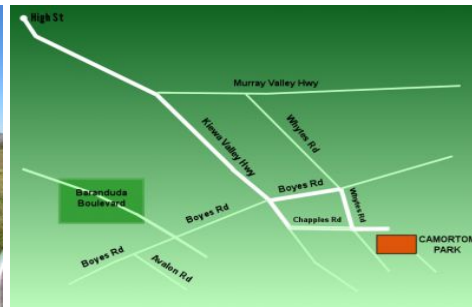 High St
Murray Valley Hwy
Kiewa Valley Hwy
Whytes Rd
Baranduda
Boulevard
Boyes Rd
Whytes Rd
Boyes Rd
Chapples Rd
CAMORTON
PARK
Boyes Rd
Avalon Rd